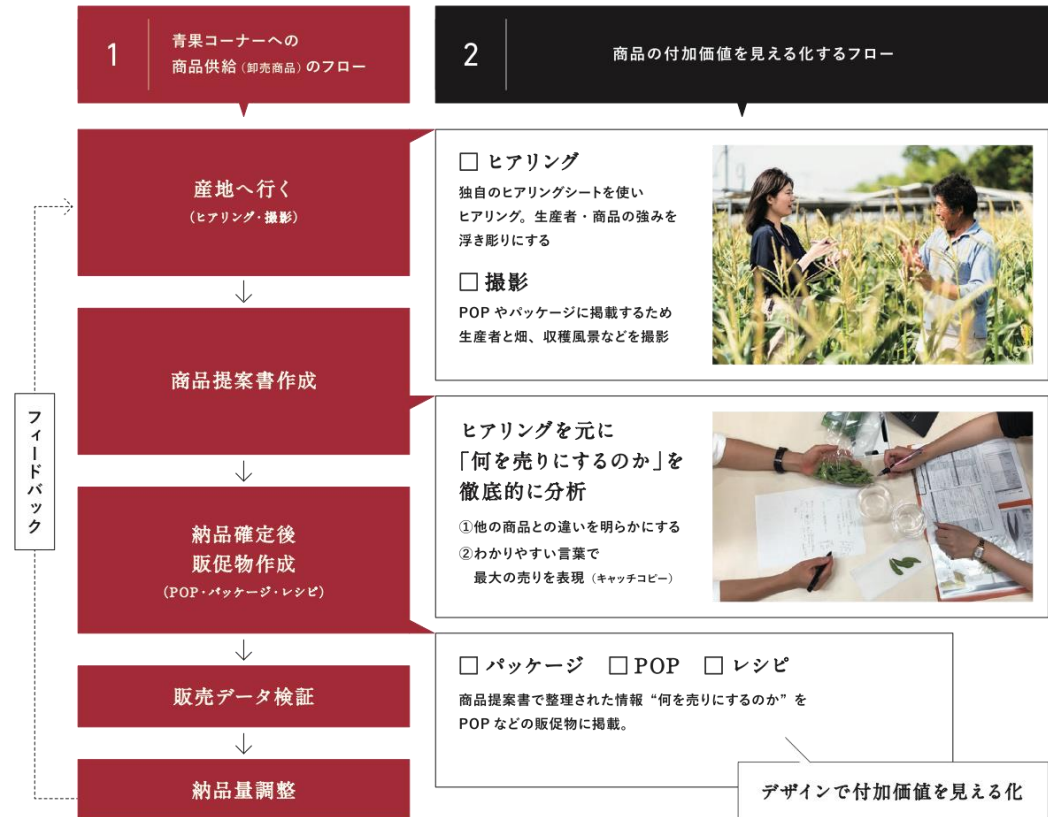 1
青果コーナーへの
商品供給（卸売商品）のフロー
2
商品の付加価値を見える化するフロー
産地へ行く
（ヒアリング・撮影）
商品提案書作成
納品確定後
販促物作成
（POP・パッケージ・レシピ）
販売データ検証
納品量調整
フィードバック
□ ヒアリング
独自のヒアリングシートを使い
ヒアリング。生産者・商品の強みを
浮き彫りにする
□ 撮影
POP やパッケージに掲載するため
生産者と畑、収穫風景などを撮影
ヒアリングを元に
「何を売りにするのか」を
徹底的に分析
①他の商品との違いを明らかにする
②わかりやすい言葉で
最大の売りを表現（キャッチコピー）
□ パッケージ □ POP □ レシピ
商品提案書で整理された情報“何を売りにするのか”を
POP などの販促物に掲載。
デザインで付加価値を見える化